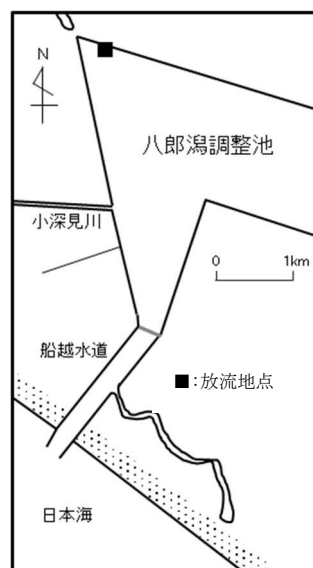 N
八郎潟調整池
小深見川
0 1km
船越水道
■:放流地点
日本海